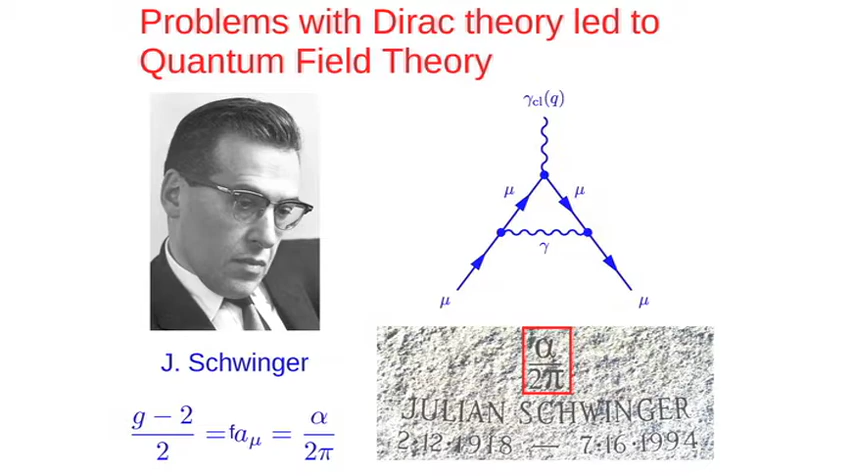 Problems with Dirac theory led to
Quantum Field Theory
γcl(q)
μ μ
γ
μ μ
J. Schwinger
g − 2 / 2 = f aμ = α / 2π
α
2π
JULIAN SCHWINGER
2·12·1918 — 7·16·1994